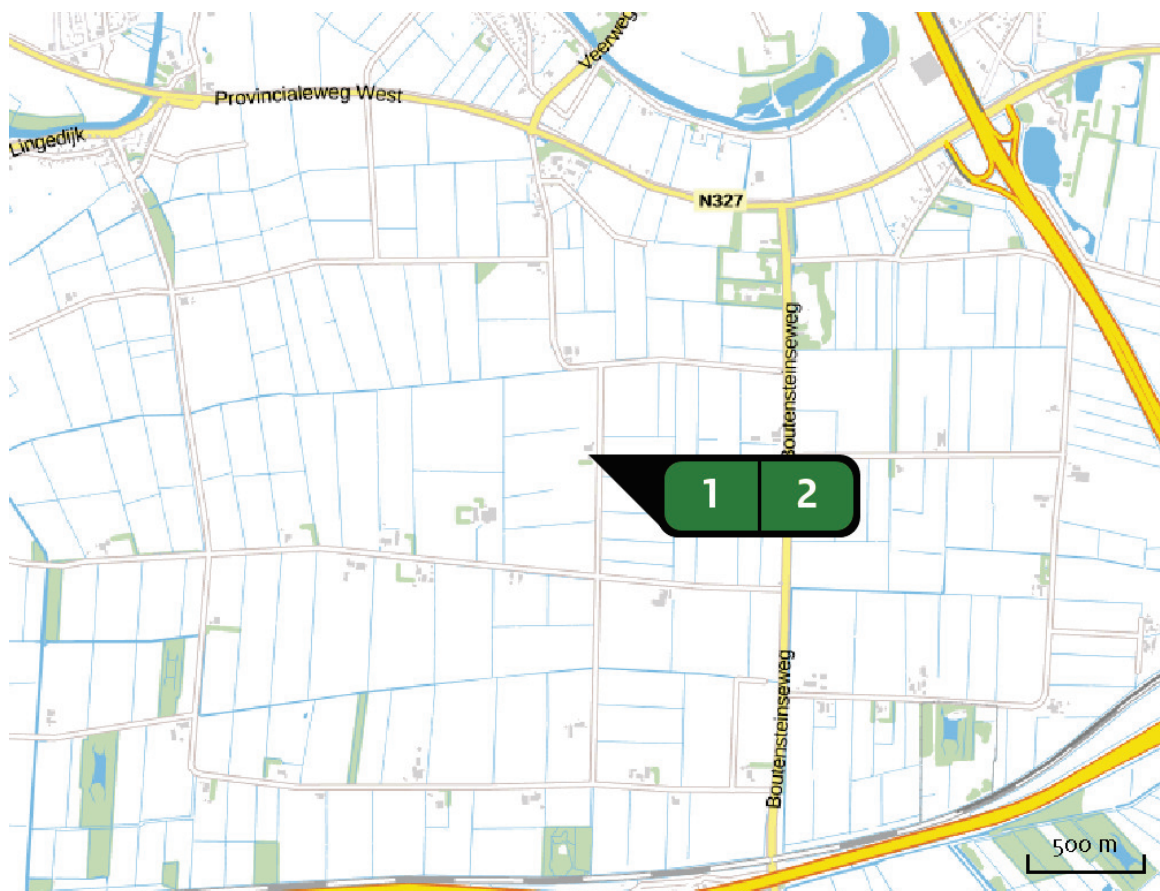 Veerweg
Provincialeweg West
Lingedijk
N327
Boutensteinseweg
1 2
Boutensteinseweg
500 m